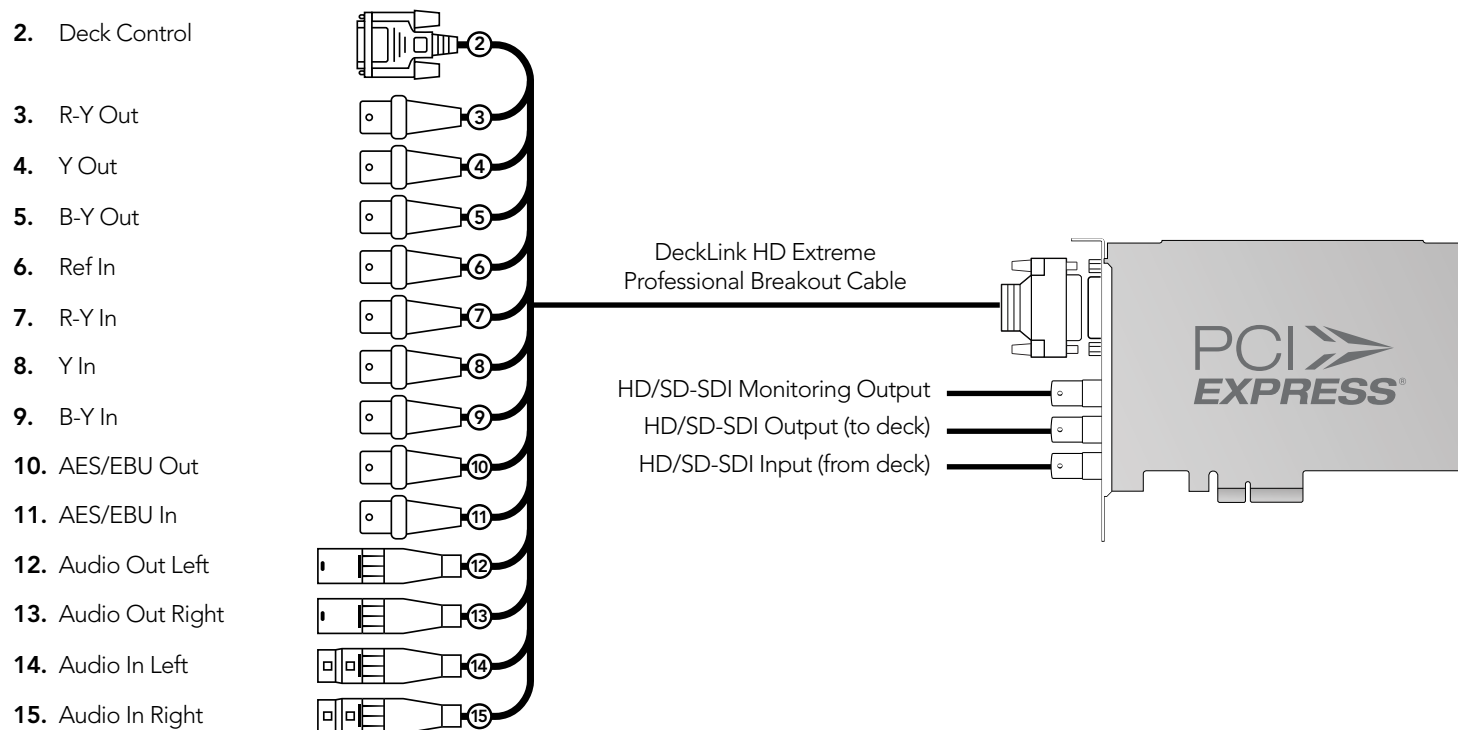 2. Deck Control
3. R-Y Out
4. Y Out
5. B-Y Out
6. Ref In
7. R-Y In
8. Y In
9. B-Y In
10. AES/EBU Out
11. AES/EBU In
12. Audio Out Left
13. Audio Out Right
14. Audio In Left
15. Audio In Right
2
3
4
5
6
7
8
9
10
11
12
13
14
15
DeckLink HD Extreme
Professional Breakout Cable
HD/SD-SDI Monitoring Output
HD/SD-SDI Output (to deck)
HD/SD-SDI Input (from deck)
PCI
EXPRESS®